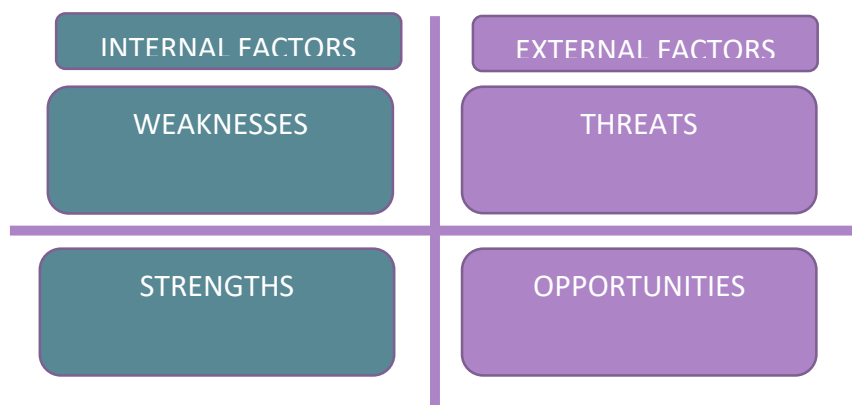 INTERNAL FACTORS
EXTERNAL FACTORS
WEAKNESSES
THREATS
STRENGTHS
OPPORTUNITIES